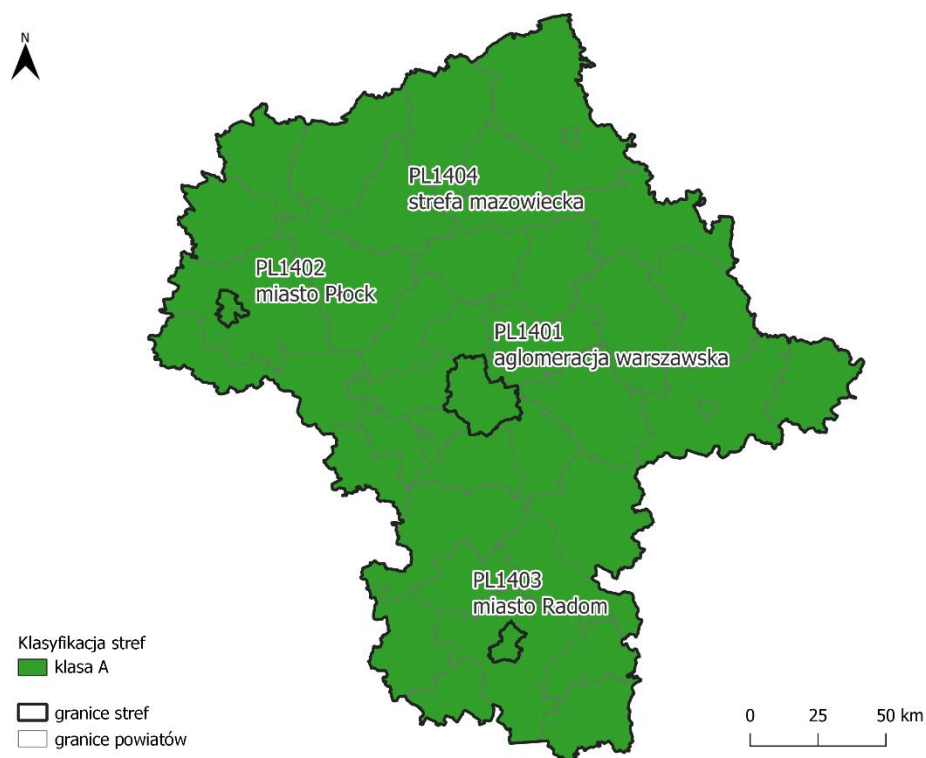 N
PL1404
strefa mazowiecka
PL1402
miasto Płock
PL1401
aglomeracja warszawska
PL1403
miasto Radom
Klasyfikacja stref
klasa A
granice stref
granice powiatów
0 25 50 km